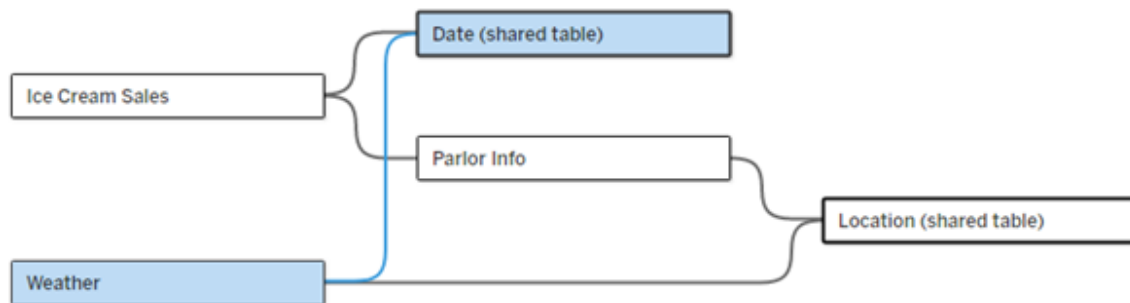 Date (shared table)
Ice Cream Sales
Parlor Info
Location (shared table)
Weather